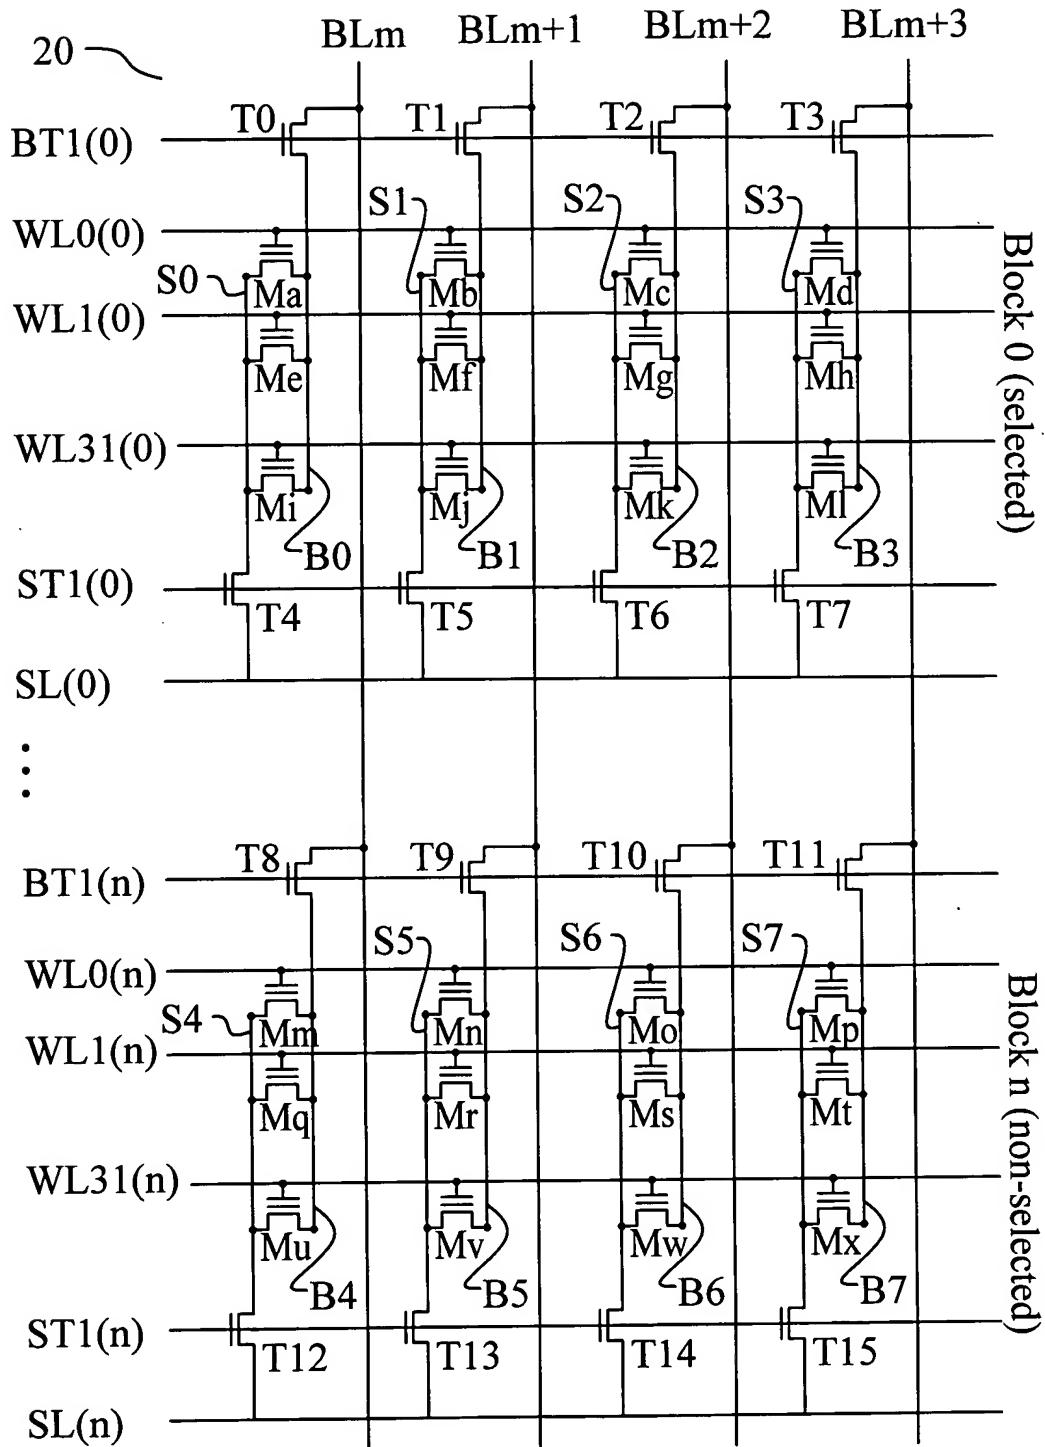 BLm BLm+1 BLm+2 BLm+3
20
T0 T1 T2 T3
BT1(0)
S1 S2 S3
WL0(0)
S0 Ma Mb Mc Md
WL1(0)
Me Mf Mg Mh
WL31(0)
Mi Mj Mk Ml
B0 B1 B2 B3
ST1(0)
T4 T5 T6 T7
SL(0)
Block 0 (selected)
T8 T9 T10 T11
BT1(n)
S5 S6 S7
WL0(n)
S4 Mm Mn Mo Mp
WL1(n)
Mq Mr Ms Mt
WL31(n)
Mu Mv Mw Mx
B4 B5 B6 B7
ST1(n)
T12 T13 T14 T15
SL(n)
Block n (non-selected)